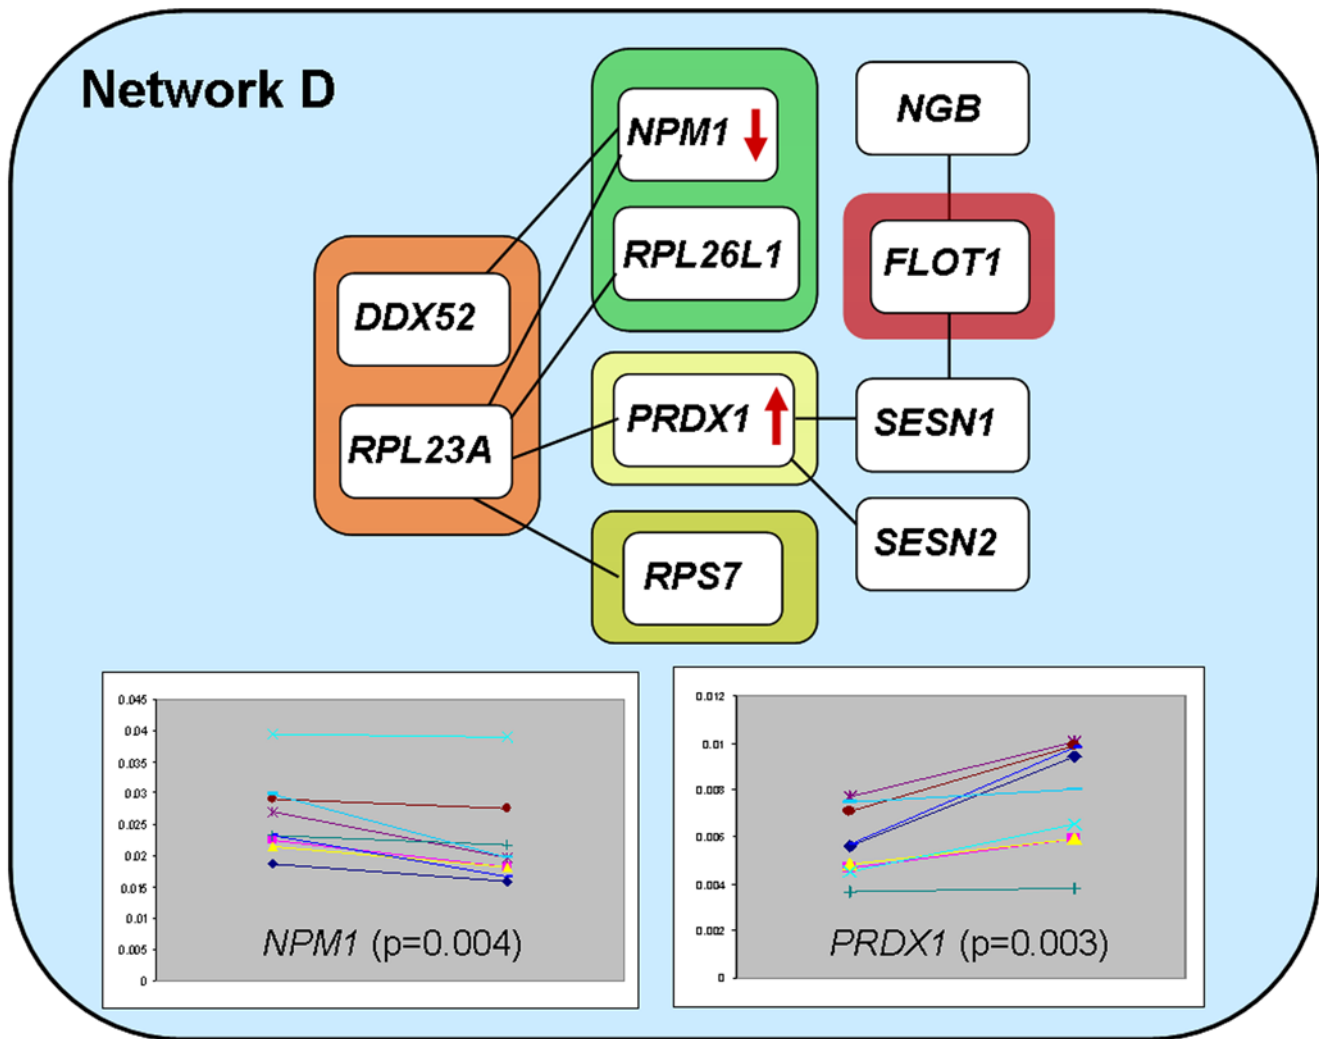 Network D
NPM1
NGB
RPL26L1
FLOT1
DDX52
PRDX1
SESN1
RPL23A
SESN2
RPS7
0.045
0.04
0.035
0.03
0.025
0.02
0.015
0.01
0.005
0
NPM1 (p=0.004)
0.012
0.01
0.008
0.006
0.004
0.002
0
PRDX1 (p=0.003)